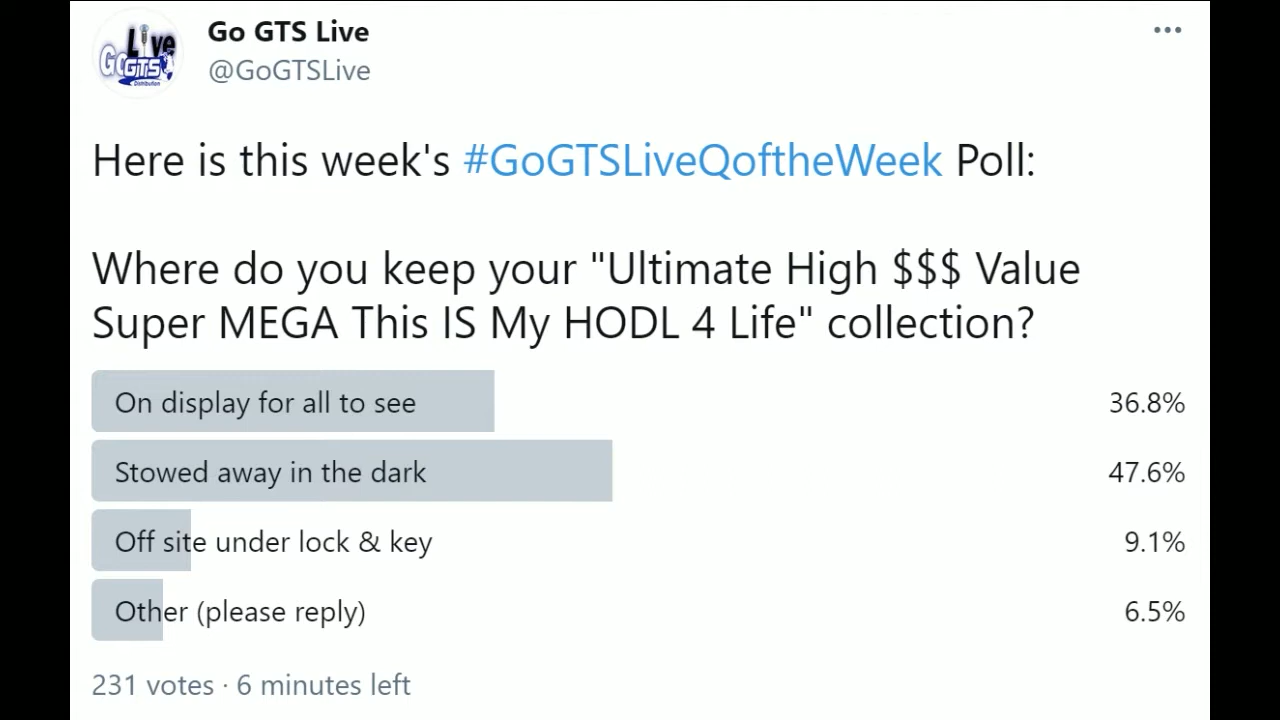 Live
GoGTS
Distribution
Go GTS Live
@GoGTSLive
Here is this week's #GoGTSLiveQoftheWeek Poll:
Where do you keep your "Ultimate High $$$ Value
Super MEGA This IS My HODL 4 Life" collection?
On display for all to see 36.8%
Stowed away in the dark 47.6%
Off site under lock & key 9.1%
Other (please reply) 6.5%
231 votes · 6 minutes left